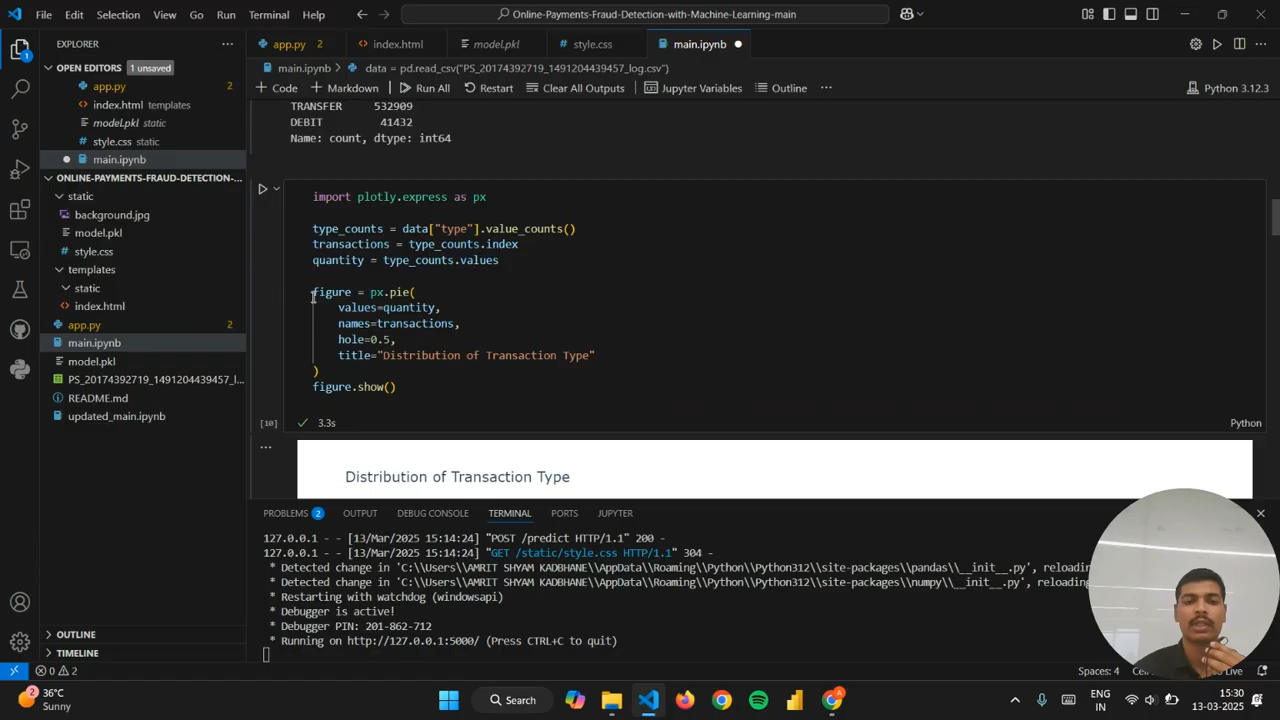 File Edit Selection View Go Run Terminal Help
Online-Payments-Fraud-Detection-with-Machine-Learning-main
EXPLORER
app.py 2
index.html
model.pkl
style.css
main.ipynb
OPEN EDITORS 1 unsaved
app.py 2
index.html templates
model.pkl static
style.css static
main.ipynb
ONLINE-PAYMENTS-FRAUD-DETECTION-...
static
background.jpg
model.pkl
style.css
templates
static
index.html
app.py 2
main.ipynb
model.pkl
PS_20174392719_1491204439457_lo...
README.md
updated_main.ipynb
OUTLINE
TIMELINE
main.ipynb > data = pd.read_csv("PS_20174392719_1491204439457_log.csv")
+ Code + Markdown Run All Restart Clear All Outputs Jupyter Variables Outline ... Python 3.12.3
TRANSFER 532909
DEBIT 41432
Name: count, dtype: int64
import plotly.express as px
type_counts = data["type"].value_counts()
transactions = type_counts.index
quantity = type_counts.values
figure = px.pie(
values=quantity,
names=transactions,
hole=0.5,
title="Distribution of Transaction Type"
)
figure.show()
[10] 3.3s Python
Distribution of Transaction Type
PROBLEMS 2 OUTPUT DEBUG CONSOLE TERMINAL PORTS JUPYTER
127.0.0.1 - - [13/Mar/2025 15:14:24] "POST /predict HTTP/1.1" 200 -
127.0.0.1 - - [13/Mar/2025 15:14:24] "GET /static/style.css HTTP/1.1" 304 -
* Detected change in 'C:\\Users\\AMRIT SHYAM KADBHANE\\AppData\\Roaming\\Python\\Python312\\site-packages\\pandas\\__init__.py', reloadin
* Detected change in 'C:\\Users\\AMRIT SHYAM KADBHANE\\AppData\\Roaming\\Python\\Python312\\site-packages\\numpy\\__init__.py', reloading
* Restarting with watchdog (windowsapi)
* Debugger is active!
* Debugger PIN: 201-862-712
* Running on http://127.0.0.1:5000/ (Press CTRL+C to quit)
0 2
Spaces: 4 Live
36°C
Sunny
Search
ENG
IN
15:30
13-03-2025